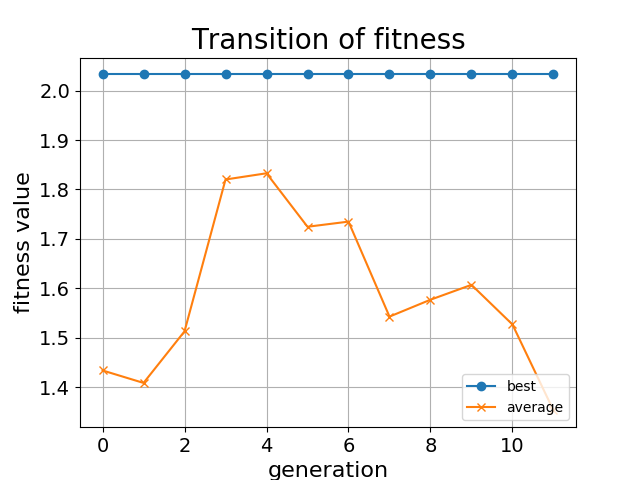 Transition of fitness
fitness value
2.0
1.9
1.8
1.7
1.6
1.5
1.4
0 2 4 6 8 10
generation
best
average